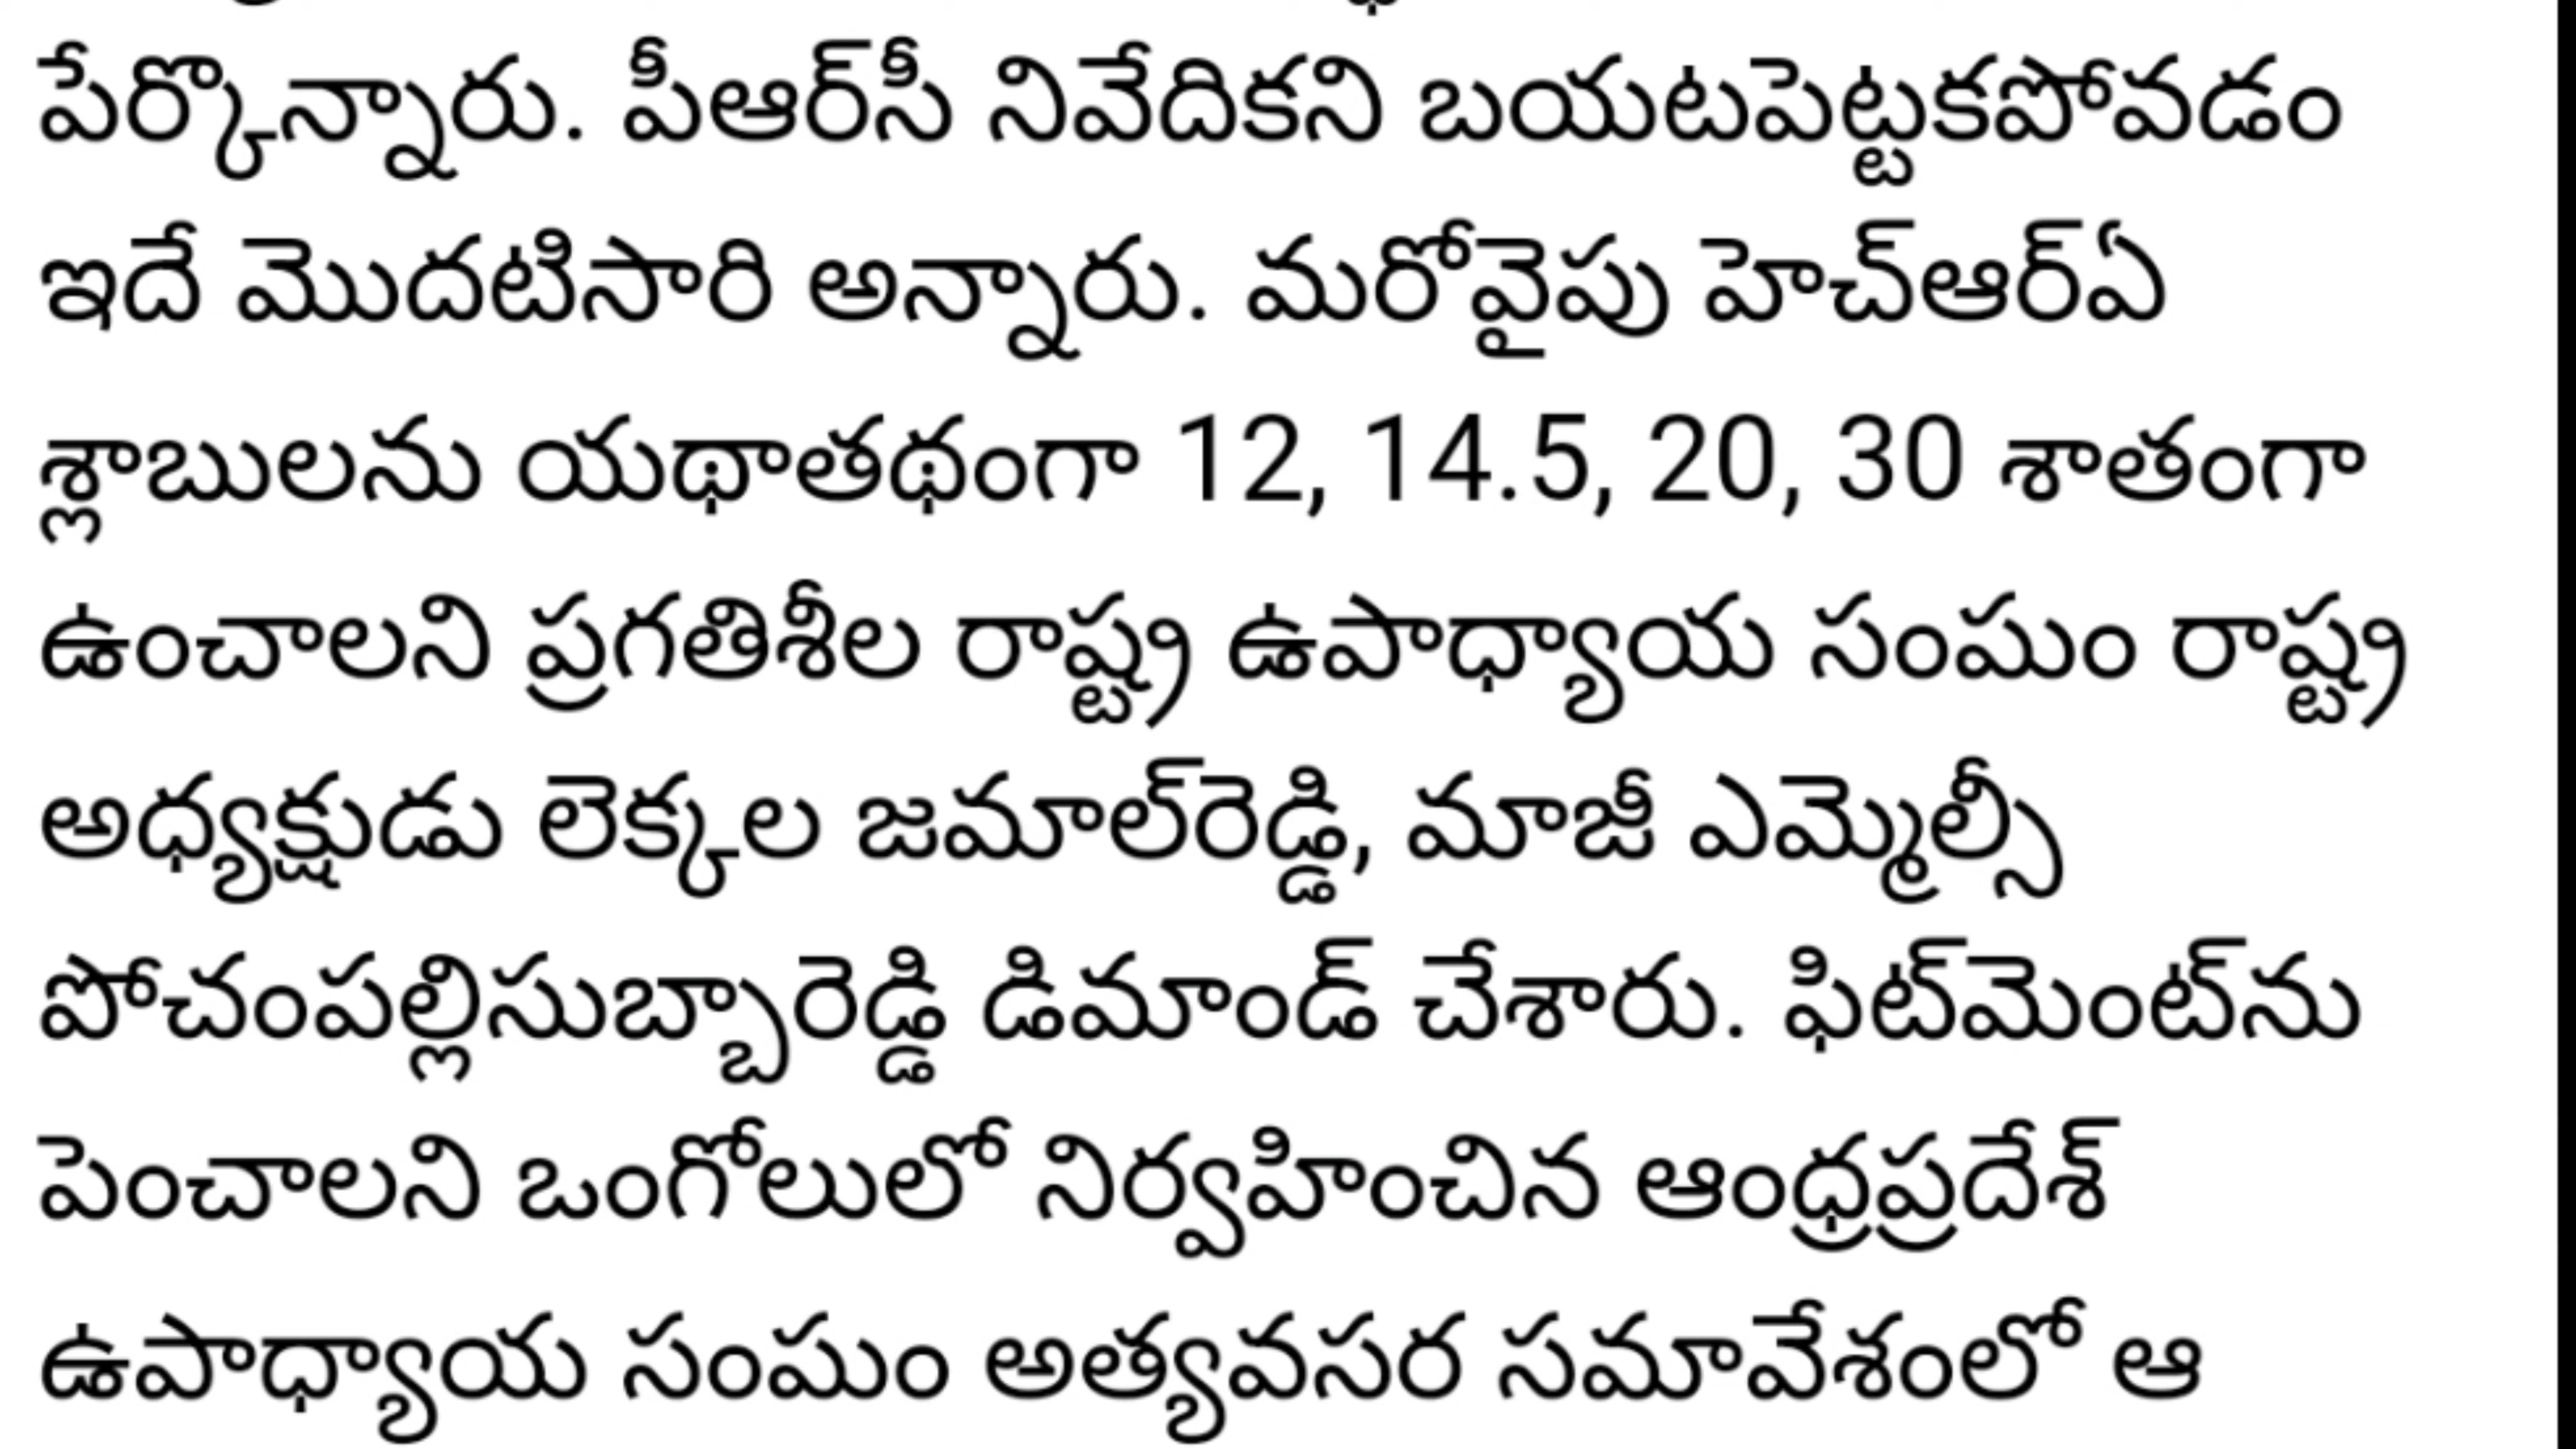 పేర్కొన్నారు. పీఆర్‌సీ నివేదికని బయటపెట్టకపోవడం
ఇదే మొదటిసారి అన్నారు. మరోవైపు హెచ్‌ఆర్‌ఏ
శ్లాబులను యథాతథంగా 12, 14.5, 20, 30 శాతంగా
ఉంచాలని ప్రగతిశీల రాష్ట్ర ఉపాధ్యాయ సంఘం రాష్ట్ర
అధ్యక్షుడు లెక్కల జమాల్‌రెడ్డి, మాజీ ఎమ్మెల్సీ
పోచంపల్లిసుబ్బారెడ్డి డిమాండ్ చేశారు. ఫిట్‌మెంట్‌ను
పెంచాలని ఒంగోలులో నిర్వహించిన ఆంధ్రప్రదేశ్
ఉపాధ్యాయ సంఘం అత్యవసర సమావేశంలో ఆ